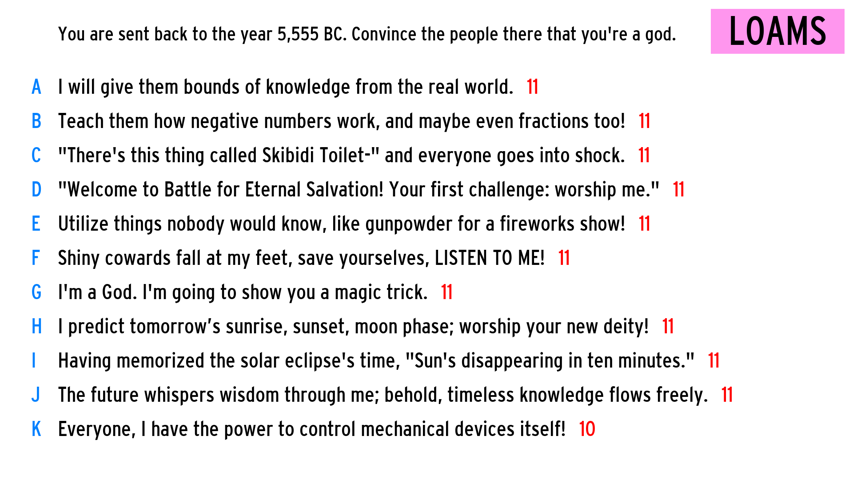 You are sent back to the year 5,555 BC. Convince the people there that you're a god.
LOAMS
A I will give them bounds of knowledge from the real world. 11
B Teach them how negative numbers work, and maybe even fractions too! 11
C "There's this thing called Skibidi Toilet-" and everyone goes into shock. 11
D "Welcome to Battle for Eternal Salvation! Your first challenge: worship me." 11
E Utilize things nobody would know, like gunpowder for a fireworks show! 11
F Shiny cowards fall at my feet, save yourselves, LISTEN TO ME! 11
G I'm a God. I'm going to show you a magic trick. 11
H I predict tomorrow’s sunrise, sunset, moon phase; worship your new deity! 11
I Having memorized the solar eclipse's time, "Sun's disappearing in ten minutes." 11
J The future whispers wisdom through me; behold, timeless knowledge flows freely. 11
K Everyone, I have the power to control mechanical devices itself! 10